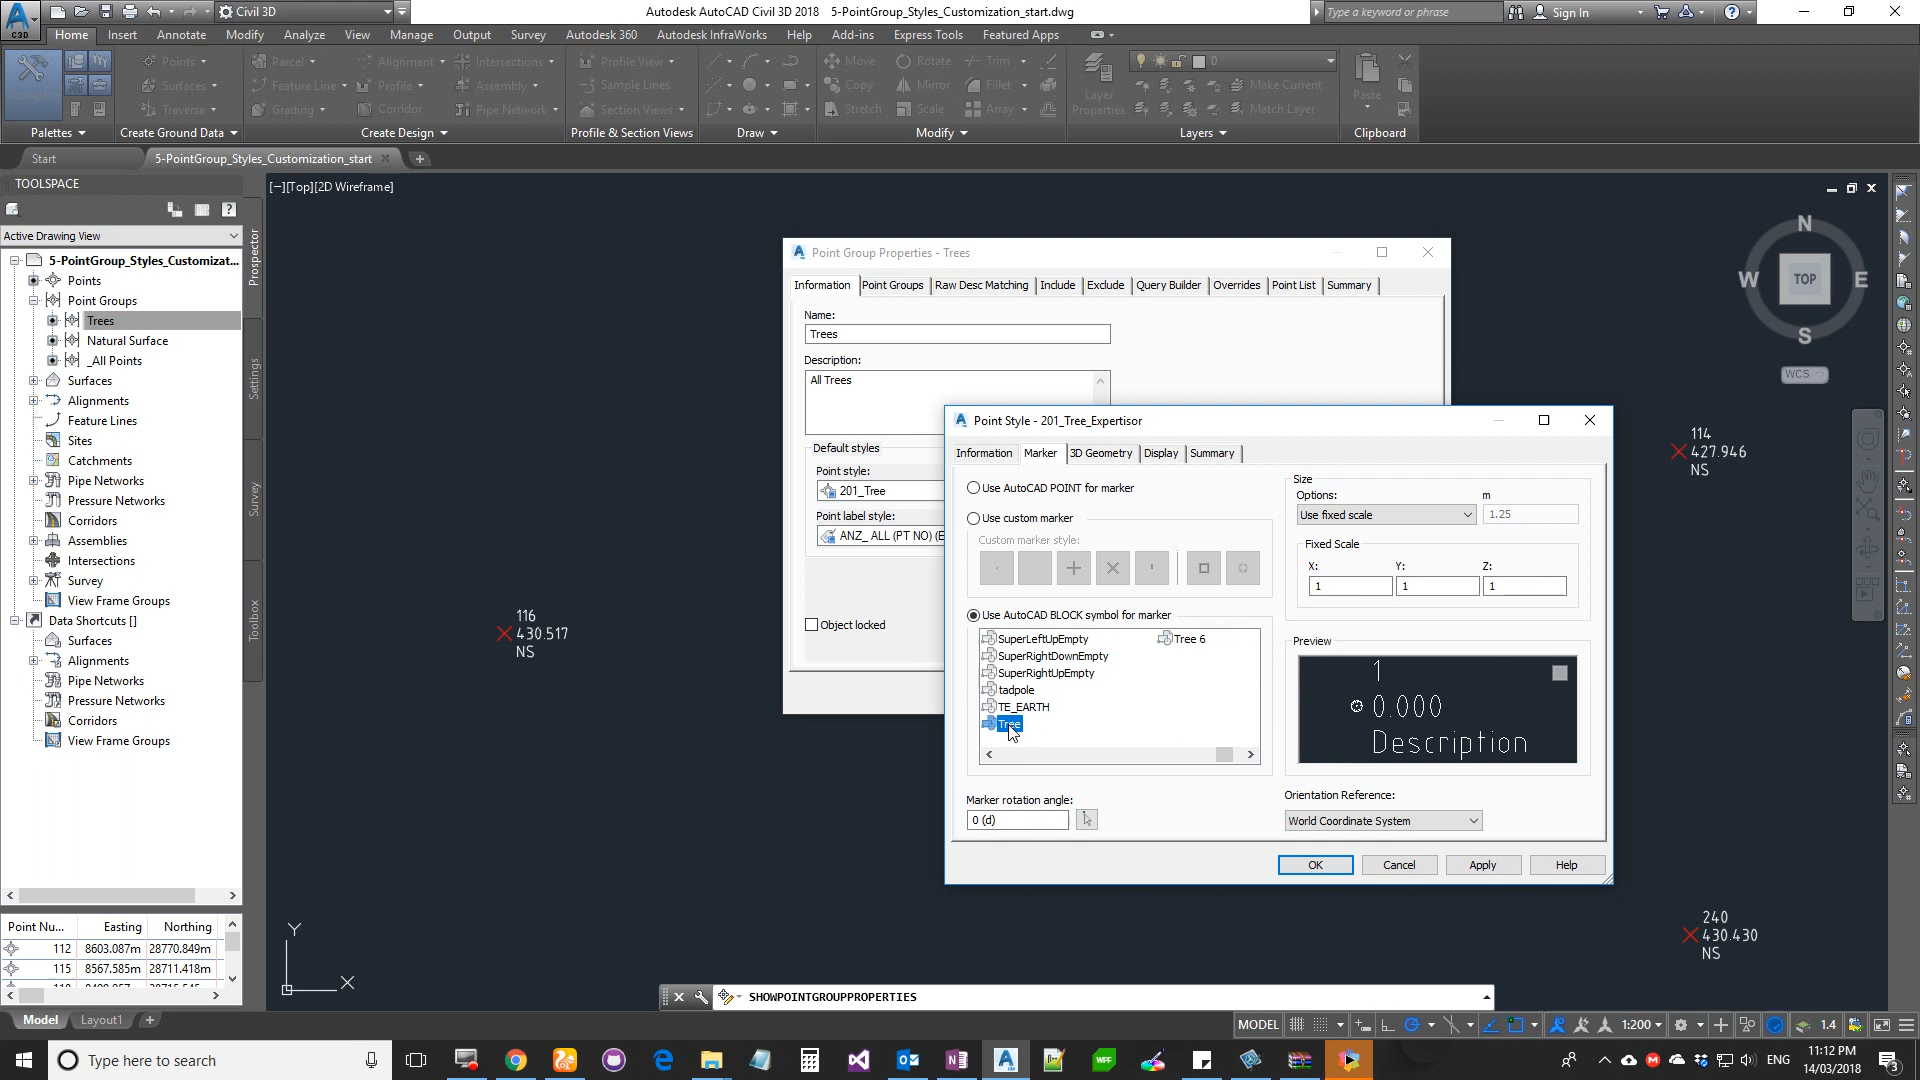 Civil 3D
Autodesk AutoCAD Civil 3D 2018 5-PointGroup_Styles_Customization_start.dwg
Type a keyword or phrase
Sign In
C3D
Home Insert Annotate Modify Analyze View Manage Output Survey Autodesk 360 Autodesk InfraWorks Help Add-ins Express Tools Featured Apps
Points Parcel Alignment Intersections Profile View Move Rotate Trim 0
Toolspace Surfaces Feature Line Profile Assembly Sample Lines Copy Mirror Fillet Layer Properties Make Current Paste
Traverse Grading Corridor Pipe Network Section Views Stretch Scale Array Match Layer
Palettes Create Ground Data Create Design Profile & Section Views Draw Modify Layers Clipboard
Start 5-PointGroup_Styles_Customization_start
TOOLSPACE
[−][Top][2D Wireframe]
Active Drawing View
5-PointGroup_Styles_Customizat...
Points
Point Groups
Trees
Natural Surface
_All Points
Surfaces
Alignments
Feature Lines
Sites
Catchments
Pipe Networks
Pressure Networks
Corridors
Assemblies
Intersections
Survey
View Frame Groups
Data Shortcuts []
Surfaces
Alignments
Pipe Networks
Pressure Networks
Corridors
View Frame Groups
Prospector
Settings
Survey
Toolbox
Point Nu... Easting Northing
112 8603.087m 28770.849m
115 8567.585m 28711.418m
116
430.517
NS
Point Group Properties - Trees
Information Point Groups Raw Desc Matching Include Exclude Query Builder Overrides Point List Summary
Name:
Trees
Description:
All Trees
Default styles
Point style:
201_Tree
Point label style:
ANZ_ ALL (PT NO) (E
Object locked
Point Style - 201_Tree_Expertisor
Information Marker 3D Geometry Display Summary
Use AutoCAD POINT for marker
Use custom marker
Custom marker style:
Use AutoCAD BLOCK symbol for marker
SuperLeftUpEmpty Tree 6
SuperRightDownEmpty
SuperRightUpEmpty
tadpole
TE_EARTH
Tree
Marker rotation angle:
0 (d)
Size
Options: m
Use fixed scale 1.25
Fixed Scale
X: Y: Z:
1 1 1
Preview
1
0.000
Description
Orientation Reference:
World Coordinate System
OK Cancel Apply Help
N
W TOP E
S
WCS
114
427.946
NS
240
430.430
NS
Y
X
SHOWPOINTGROUPPROPERTIES
Model Layout1
MODEL 1:200 1.4
Type here to search
ENG
11:12 PM
14/03/2018
3